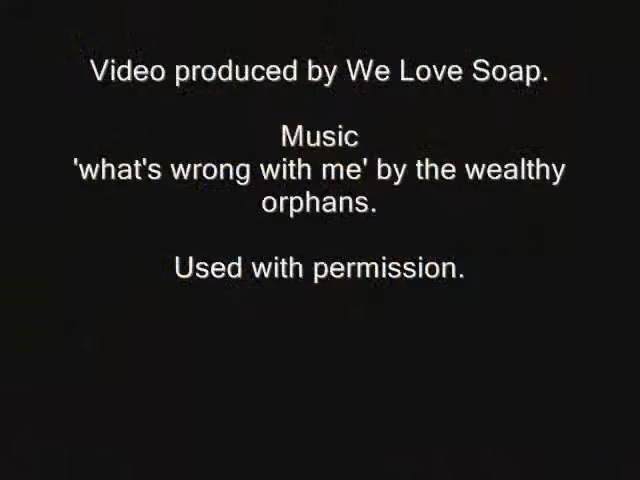 Video produced by We Love Soap.
Music
'what's wrong with me' by the wealthy
orphans.
Used with permission.